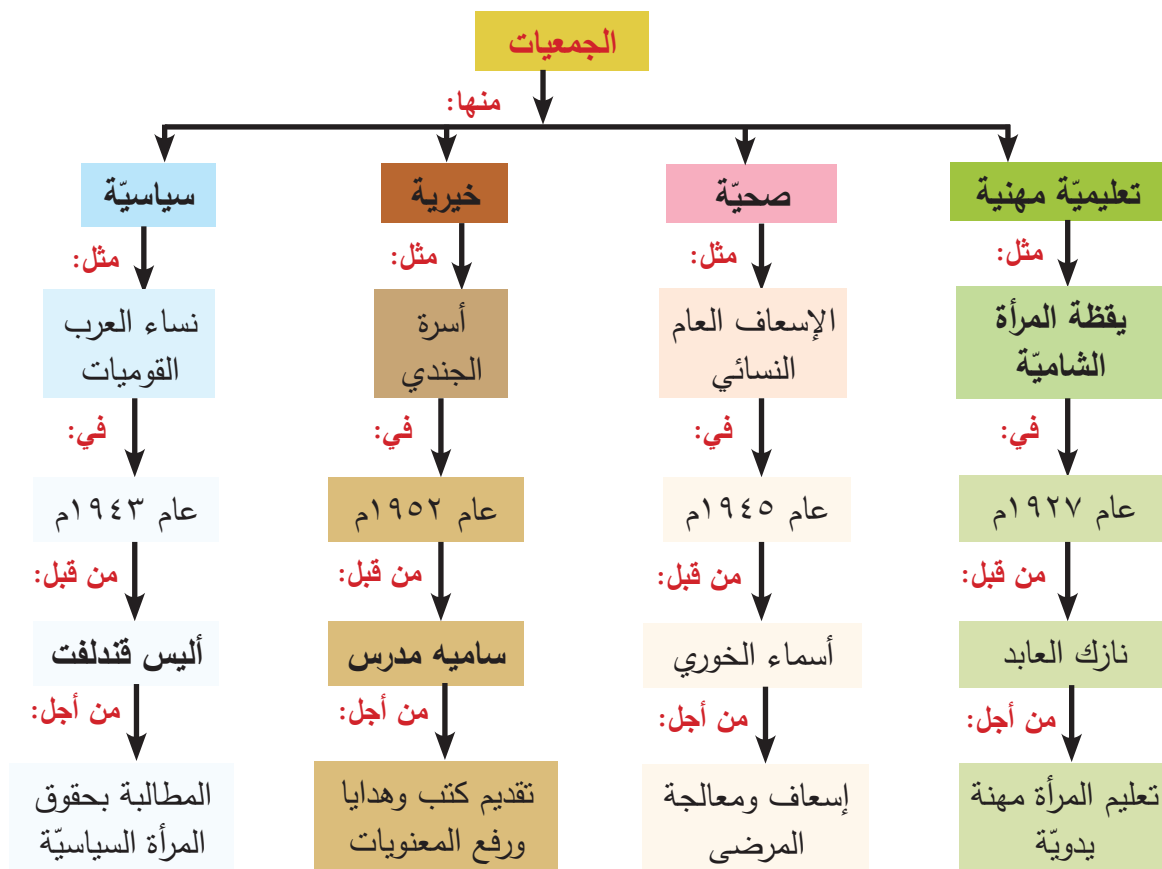 الجمعيات
منها:
تعليميّة مهنية
صحيّة
خيرية
سياسيّة
مثل:
مثل:
مثل:
مثل:
يقظة المرأة
الشاميّة
الإسعاف العام
النسائي
أسرة
الجندي
نساء العرب
القوميات
في:
في:
في:
في:
عام ١٩٢٧م
عام ١٩٤٥م
عام ١٩٥٢م
عام ١٩٤٣م
من قبل:
من قبل:
من قبل:
من قبل:
نازك العابد
أسماء الخوري
ساميه مدرس
أليس قندلفت
من أجل:
من أجل:
من أجل:
من أجل:
تعليم المرأة مهنة
يدويّة
إسعاف ومعالجة
المرضى
تقديم كتب وهدايا
ورفع المعنويات
المطالبة بحقوق
المرأة السياسيّة